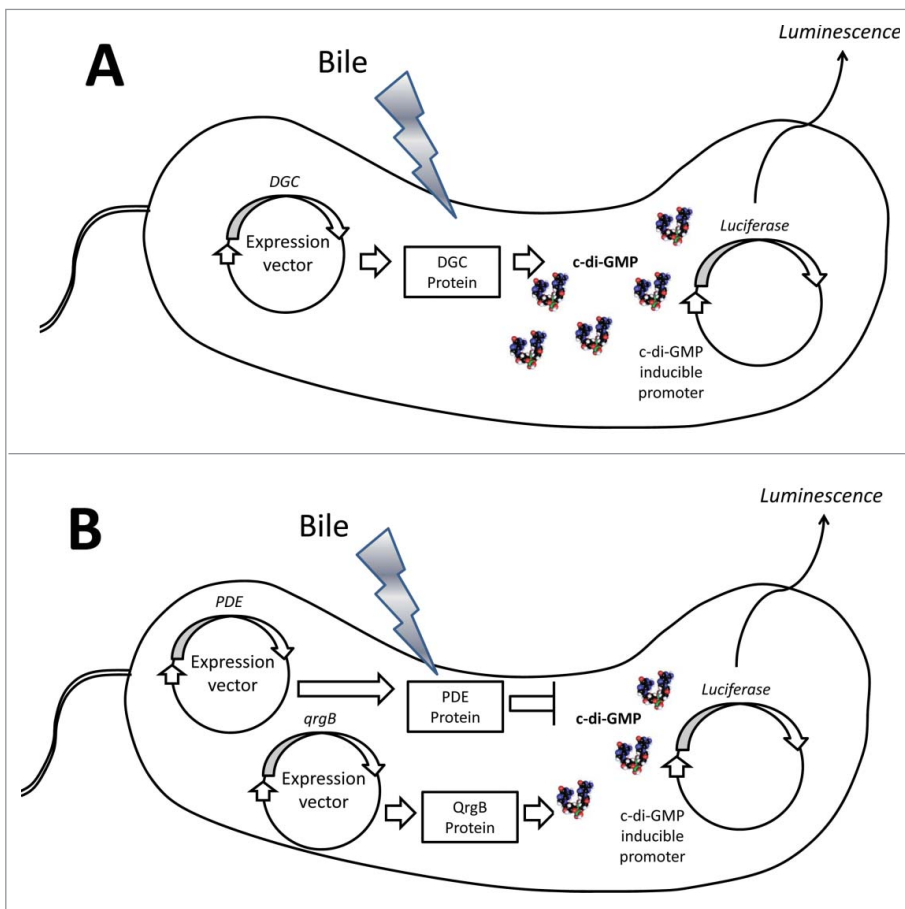 A
Luminescence
Bile
DGC
Expression
vector
DGC
Protein
c-di-GMP
Luciferase
c-di-GMP
inducible
promoter
B
Luminescence
Bile
PDE
Expression
vector
PDE
Protein
c-di-GMP
Luciferase
qrgB
Expression
vector
QrgB
Protein
c-di-GMP
inducible
promoter